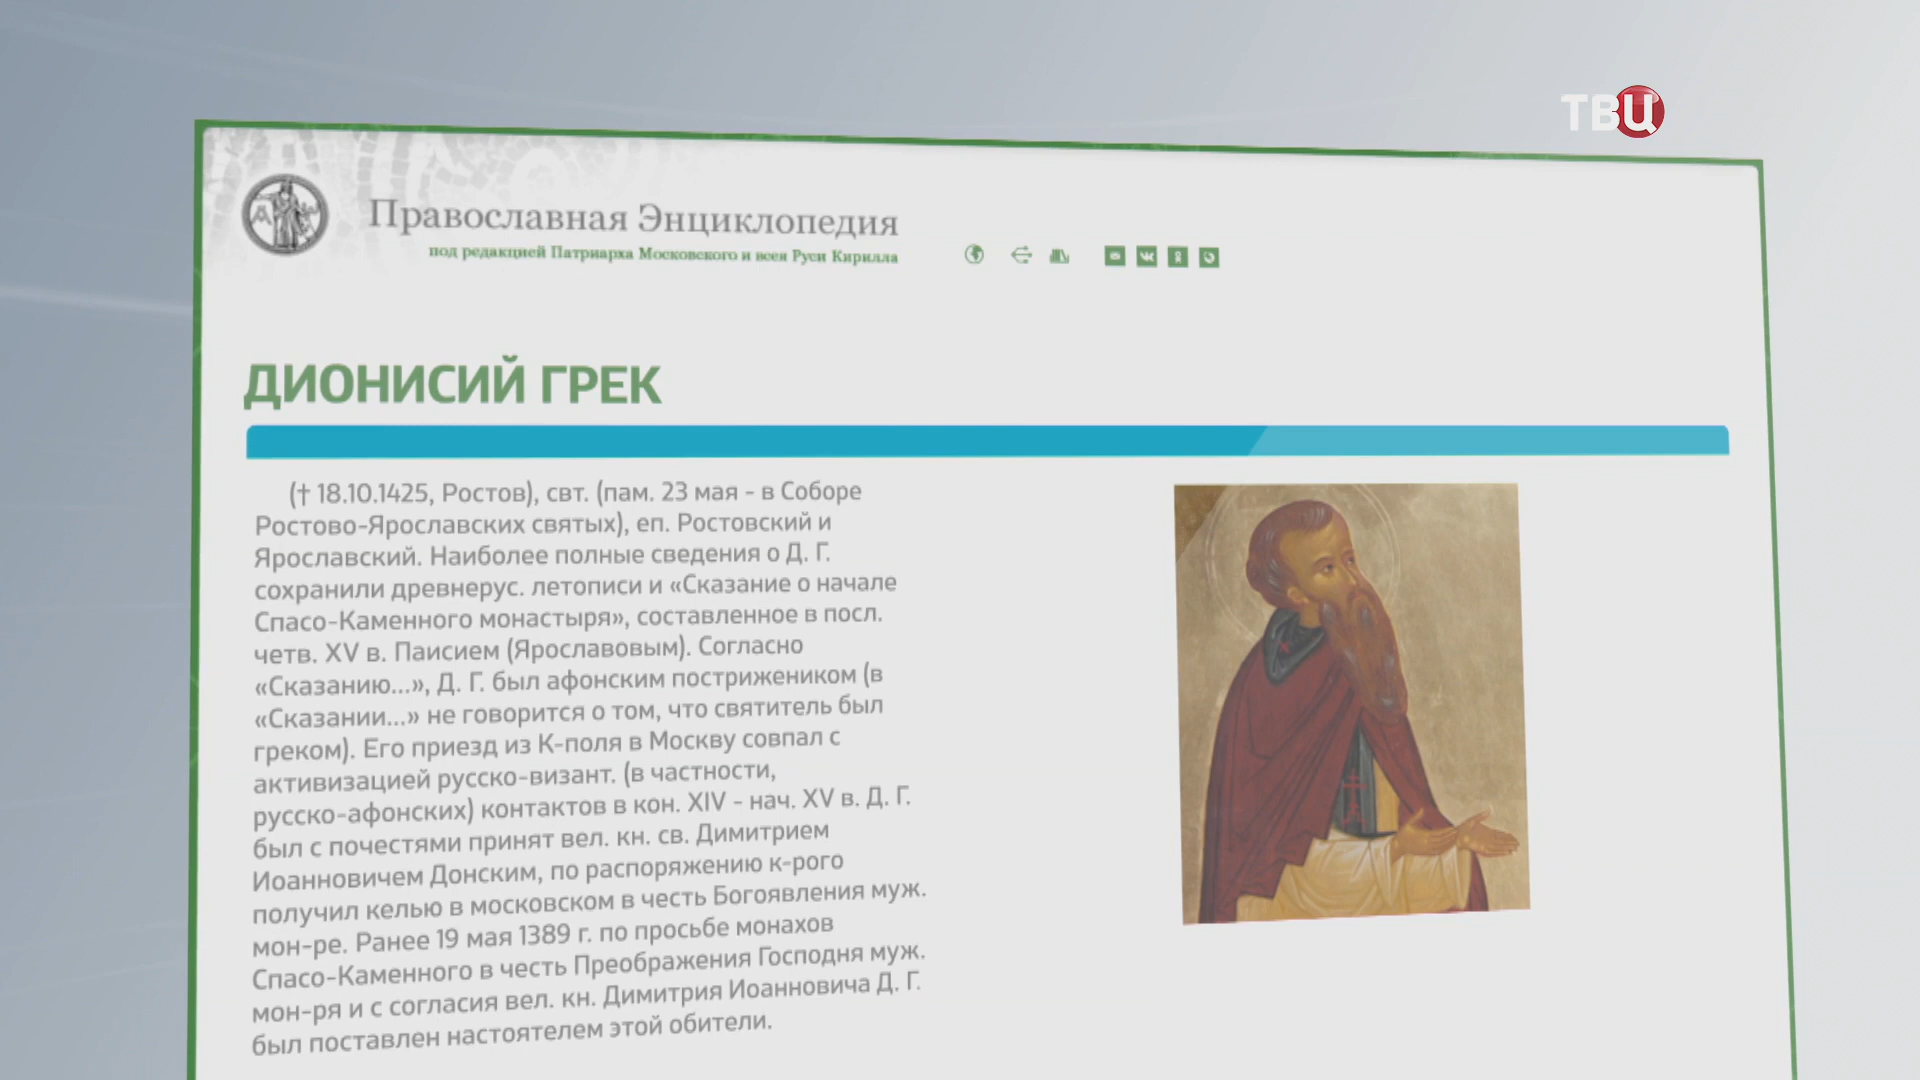 ТВЦ
Православная Энциклопедия
под редакцией Патриарха Московского и всея Руси Кирилла
ДИОНИСИЙ ГРЕК
(† 18.10.1425, Ростов), свт. (пам. 23 мая - в Соборе
Ростово-Ярославских святых), еп. Ростовский и
Ярославский. Наиболее полные сведения о Д. Г.
сохранили древнерус. летописи и «Сказание о начале
Спасо-Каменного монастыря», составленное в посл.
четв. XV в. Паисием (Ярославовым). Согласно
«Сказанию...», Д. Г. был афонским пострижеником (в
«Сказании...» не говорится о том, что святитель был
греком). Его приезд из К-поля в Москву совпал с
активизацией русско-визант. (в частности,
русско-афонских) контактов в кон. XIV - нач. XV в. Д. Г.
был с почестями принят вел. кн. св. Димитрием
Иоанновичем Донским, по распоряжению к-рого
получил келью в московском в честь Богоявления муж.
мон-ре. Ранее 19 мая 1389 г. по просьбе монахов
Спасо-Каменного в честь Преображения Господня муж.
мон-ря и с согласия вел. кн. Димитрия Иоанновича Д. Г.
был поставлен настоятелем этой обители.